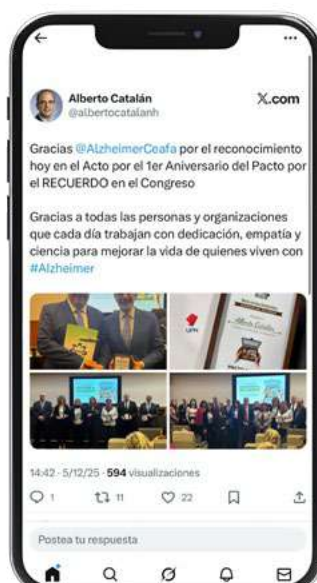 Alberto Catalán
@albertocatalanh
X.com
Gracias @AlzheimerCeafa por el reconocimiento
hoy en el Acto por el 1er Aniversario del Pacto por
el RECUERDO en el Congreso
Gracias a todas las personas y organizaciones
que cada día trabajan con dedicación, empatía y
ciencia para mejorar la vida de quienes viven con
#Alzheimer
UPN
Alberto Catalán
14:42 · 5/12/25 · 594 visualizaciones
1 11 22
Postea tu respuesta